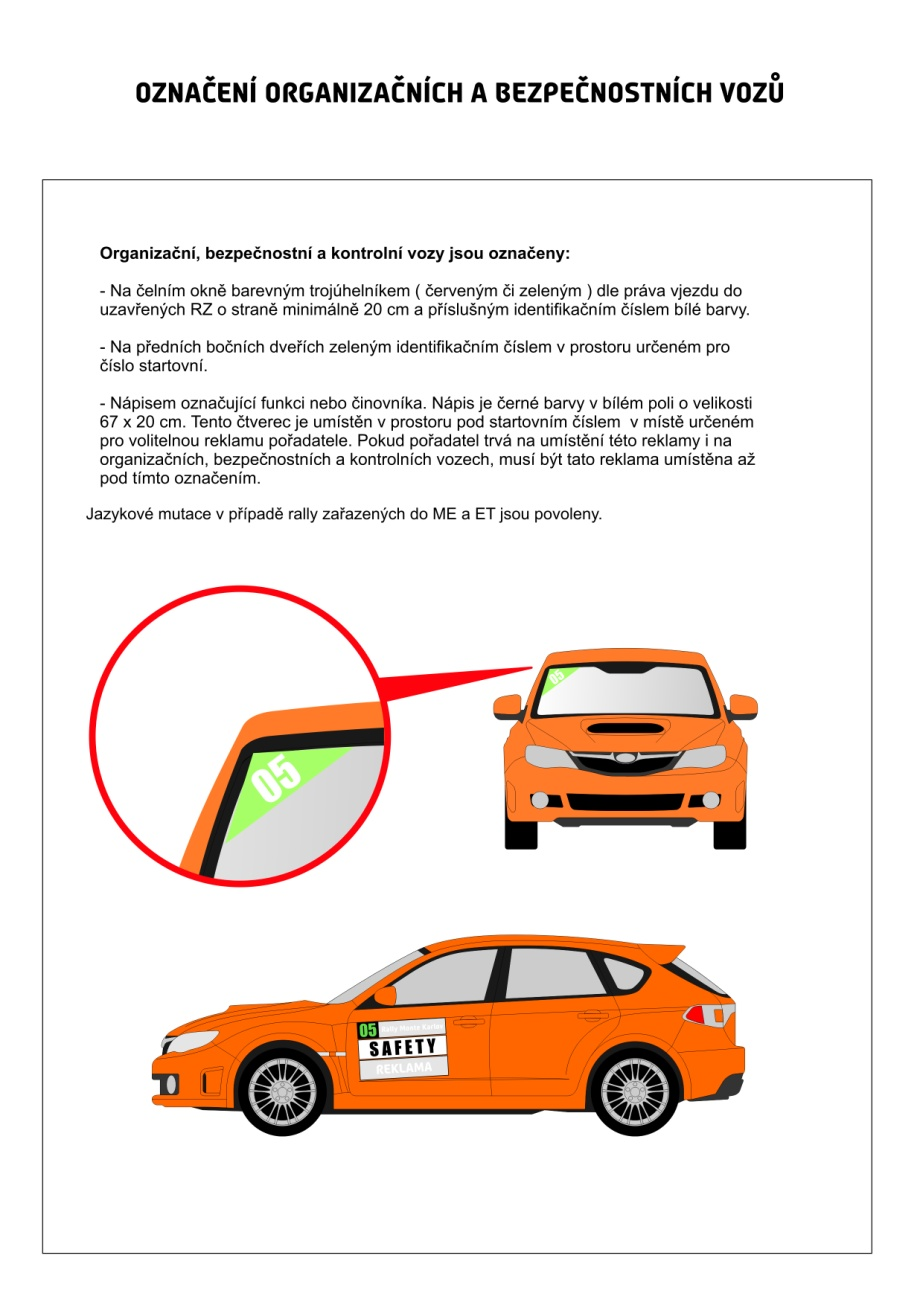 OZNAČENÍ ORGANIZAČNÍCH A BEZPEČNOSTNÍCH VOZŮ
Organizační, bezpečnostní a kontrolní vozy jsou označeny:
- Na čelním okně barevným trojúhelníkem ( červeným či zeleným ) dle práva vjezdu do
uzavřených RZ o straně minimálně 20 cm a příslušným identifikačním číslem bílé barvy.
- Na předních bočních dveřích zeleným identifikačním číslem v prostoru určeném pro
číslo startovní.
- Nápisem označující funkci nebo činovníka. Nápis je černé barvy v bílém poli o velikosti
67 x 20 cm. Tento čtverec je umístěn v prostoru pod startovním číslem  v místě určeném
pro volitelnou reklamu pořadatele. Pokud pořadatel trvá na umístění této reklamy i na
organizačních, bezpečnostních a kontrolních vozech, musí být tato reklama umístěna až
pod tímto označením.
Jazykové mutace v případě rally zařazených do ME a ET jsou povoleny.
05
05
05 Rally Monte Karlos
SAFETY
REKLAMA